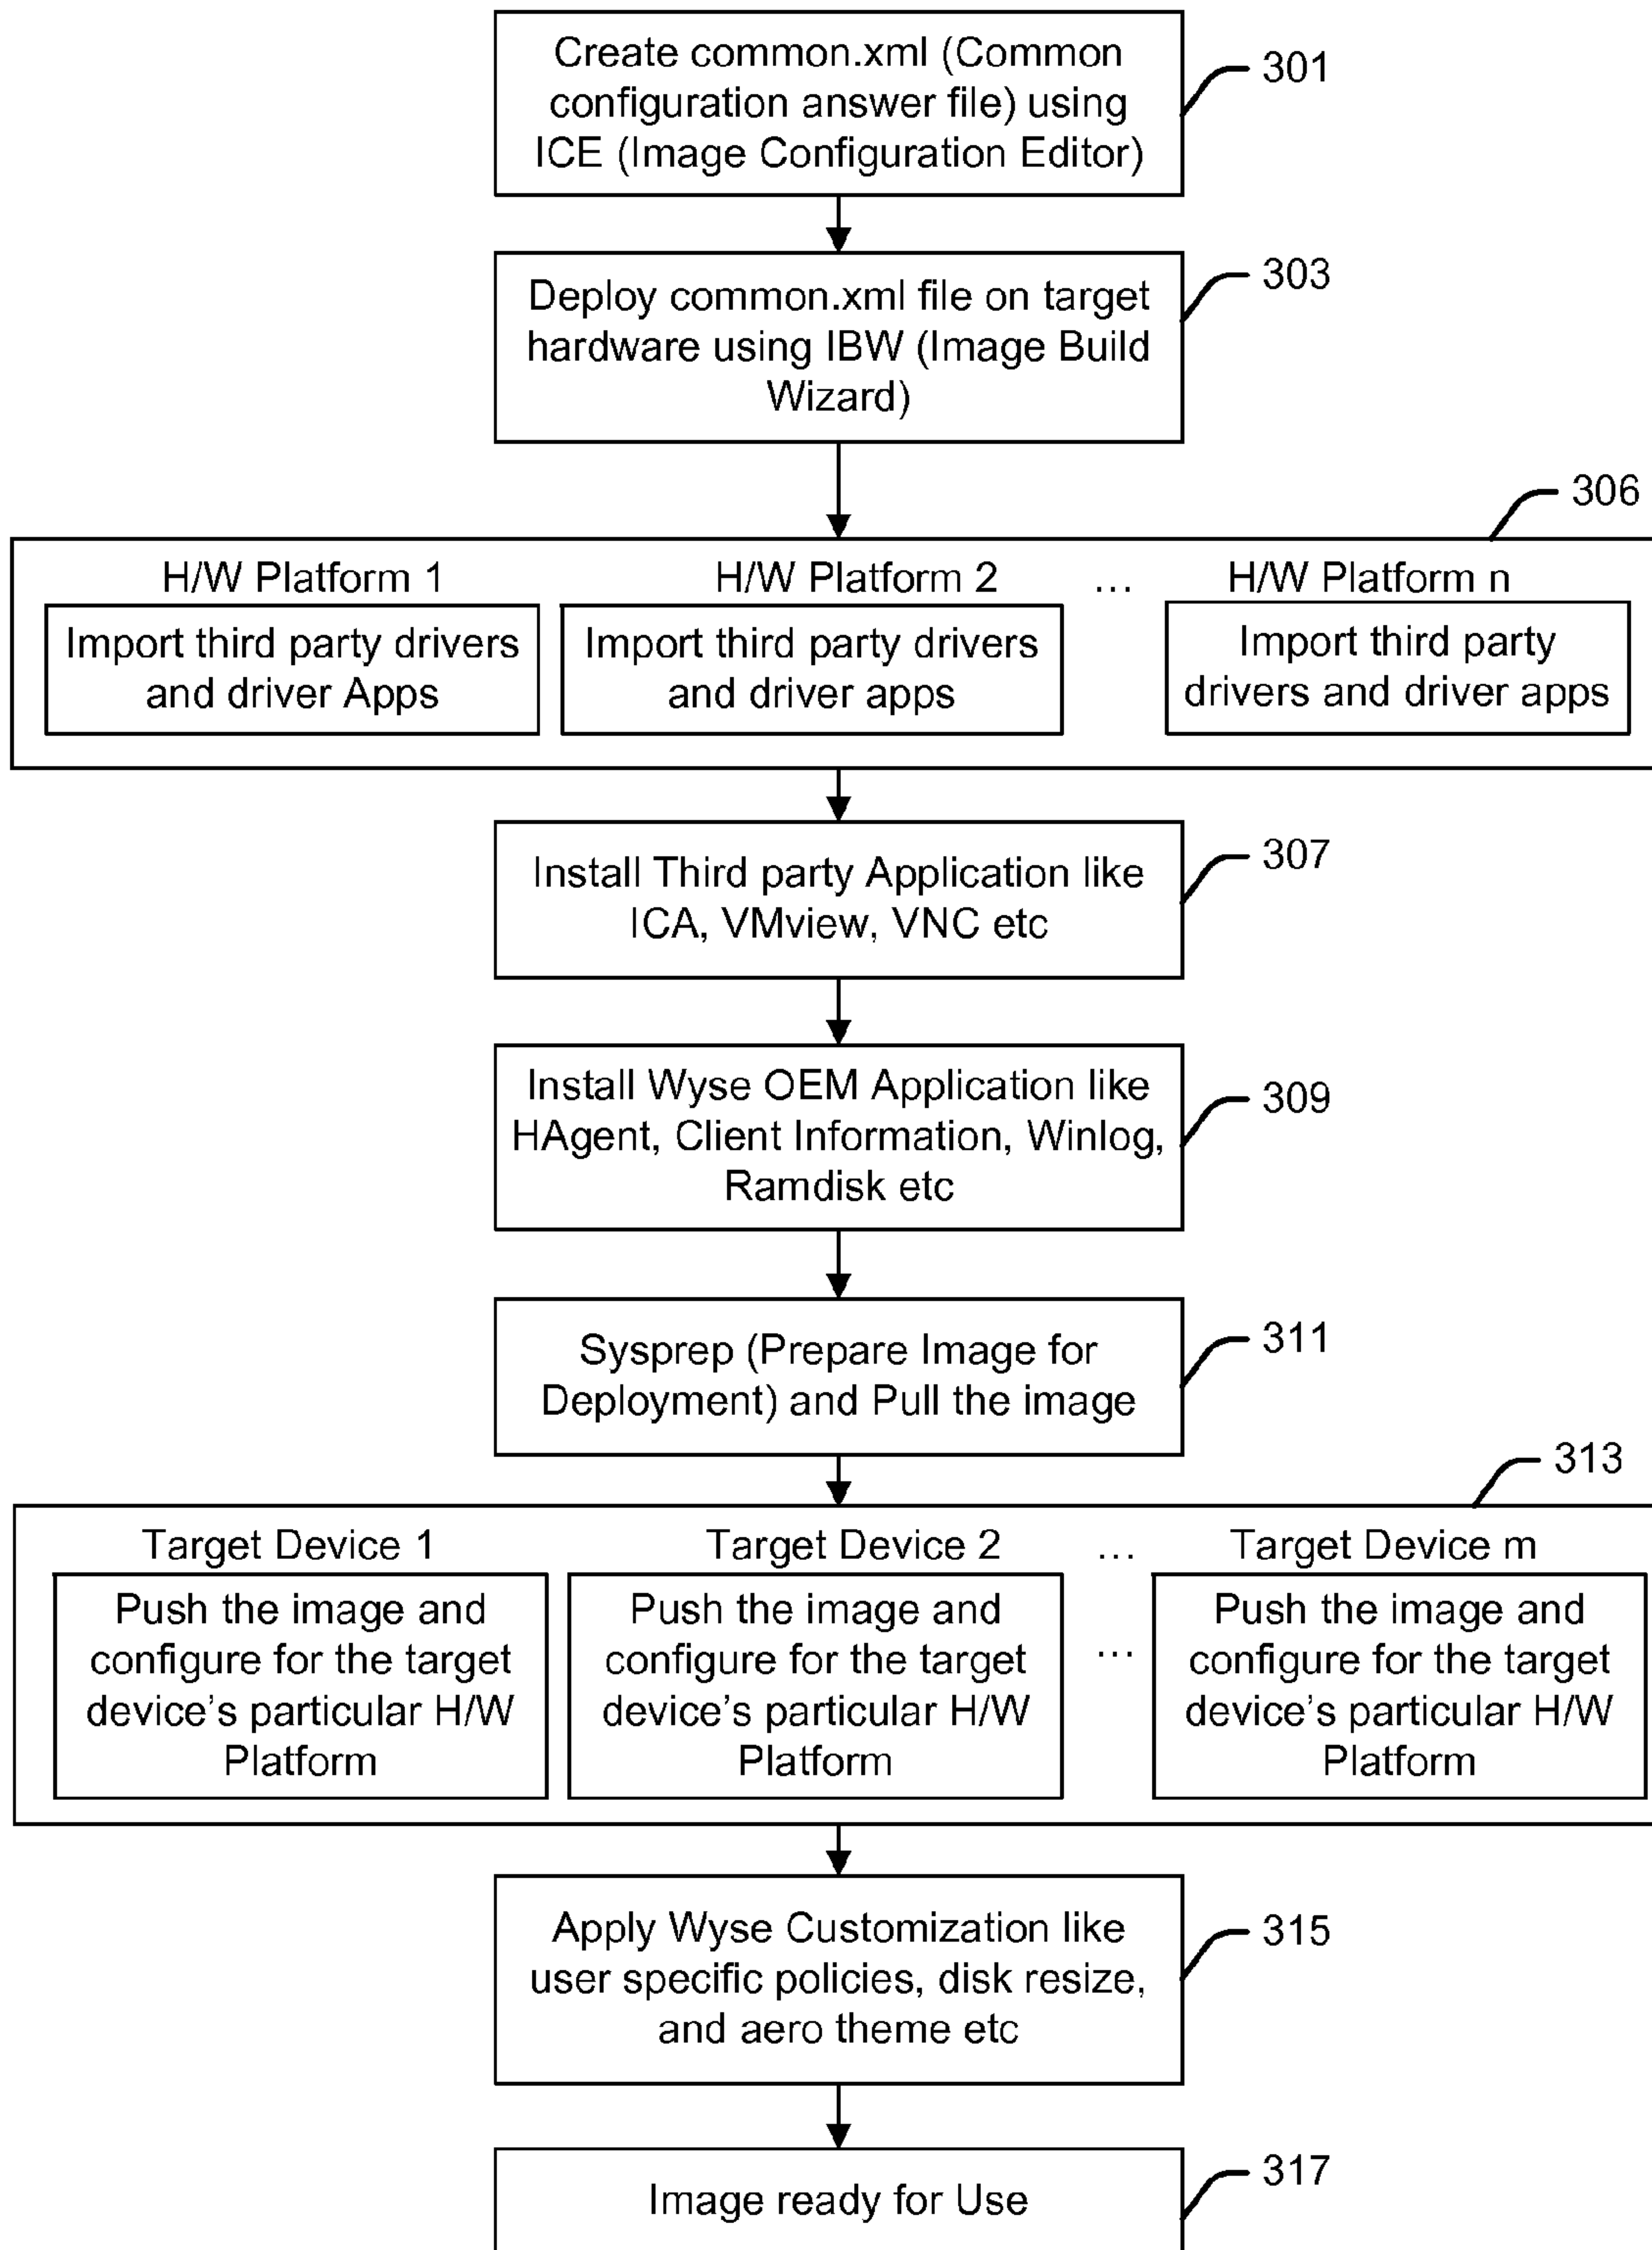 Create common.xml (Common
configuration answer file) using
ICE (Image Configuration Editor)
301
Deploy common.xml file on target
hardware using IBW (Image Build
Wizard)
303
306
H/W Platform 1
Import third party drivers
and driver Apps
H/W Platform 2
Import third party drivers
and driver apps
...
H/W Platform n
Import third party
drivers and driver apps
Install Third party Application like
ICA, VMview, VNC etc
307
Install Wyse OEM Application like
HAgent, Client Information, Winlog,
Ramdisk etc
309
Sysprep (Prepare Image for
Deployment) and Pull the image
311
313
Target Device 1
Push the image and
configure for the target
device's particular H/W
Platform
Target Device 2
Push the image and
configure for the target
device's particular H/W
Platform
...
...
Target Device m
Push the image and
configure for the target
device's particular H/W
Platform
Apply Wyse Customization like
user specific policies, disk resize,
and aero theme etc
315
Image ready for Use
317